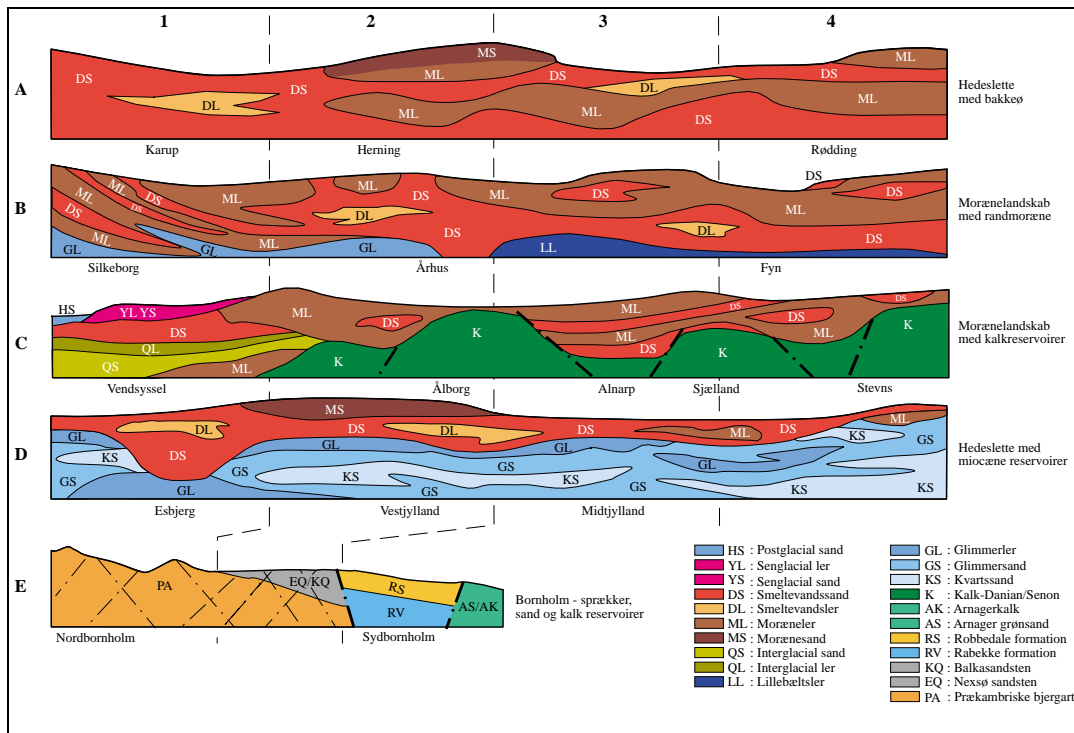 1 2 3 4
A
DS DL DS MS ML ML DS DL ML DS DS ML ML
Karup Herning Rødding
Hedeslette
med bakkeø
B
ML ML DS DS DS ML ML GL GL ML ML DL GL DS DS ML DS LL DL DS ML DS DS
Silkeborg Århus Fyn
Morænelandskab
med randmoræne
C
HS YL YS DS QL QS ML ML DS K K ML DS ML DS K DS ML DS K
Vendsyssel Ålborg Alnarp Sjælland Stevns
Morænelandskab
med kalkreservoirer
D
GL KS GS DL DS GL GS MS DS GL KS DL GS GS DS GL KS GS ML GL DS KS ML GS KS KS
Esbjerg Vestjylland Midtjylland
Hedeslette med
miocæne reservoirer
E
PA EQ/KQ RS RV AS/AK
Nordbornholm Sydbornholm
Bornholm - sprækker,
sand og kalk reservoirer
HS : Postglacial sand
YL : Senglacial ler
YS : Senglacial sand
DS : Smeltevandssand
DL : Smeltevandsler
ML : Moræneler
MS : Morænesand
QS : Interglacial sand
QL : Interglacial ler
LL : Lillebæltsler
GL : Glimmerler
GS : Glimmersand
KS : Kvartssand
K : Kalk-Danian/Senon
AK : Arnagerkalk
AS : Arnager grønsand
RS : Robbedale formation
RV : Rabekke formation
KQ : Balkasandsten
EQ : Nexsø sandsten
PA : Prækambriske bjergart